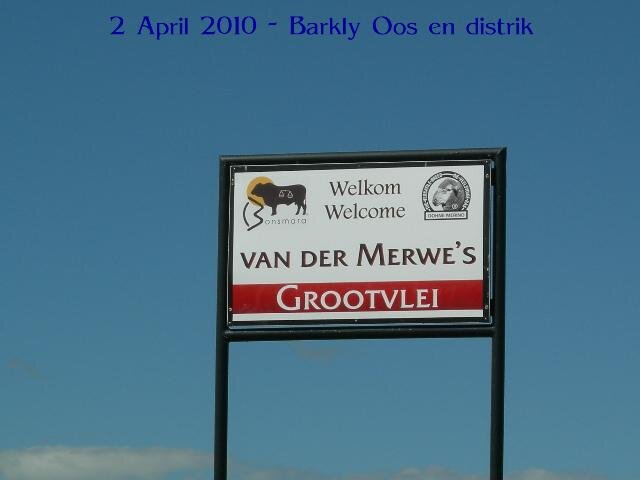 2 April 2010 - Barkly Oos en distrik
Welkom
Welcome
Bonsmara
DOHNE MERINO
VAN DER MERWE'S
GROOTVLEI